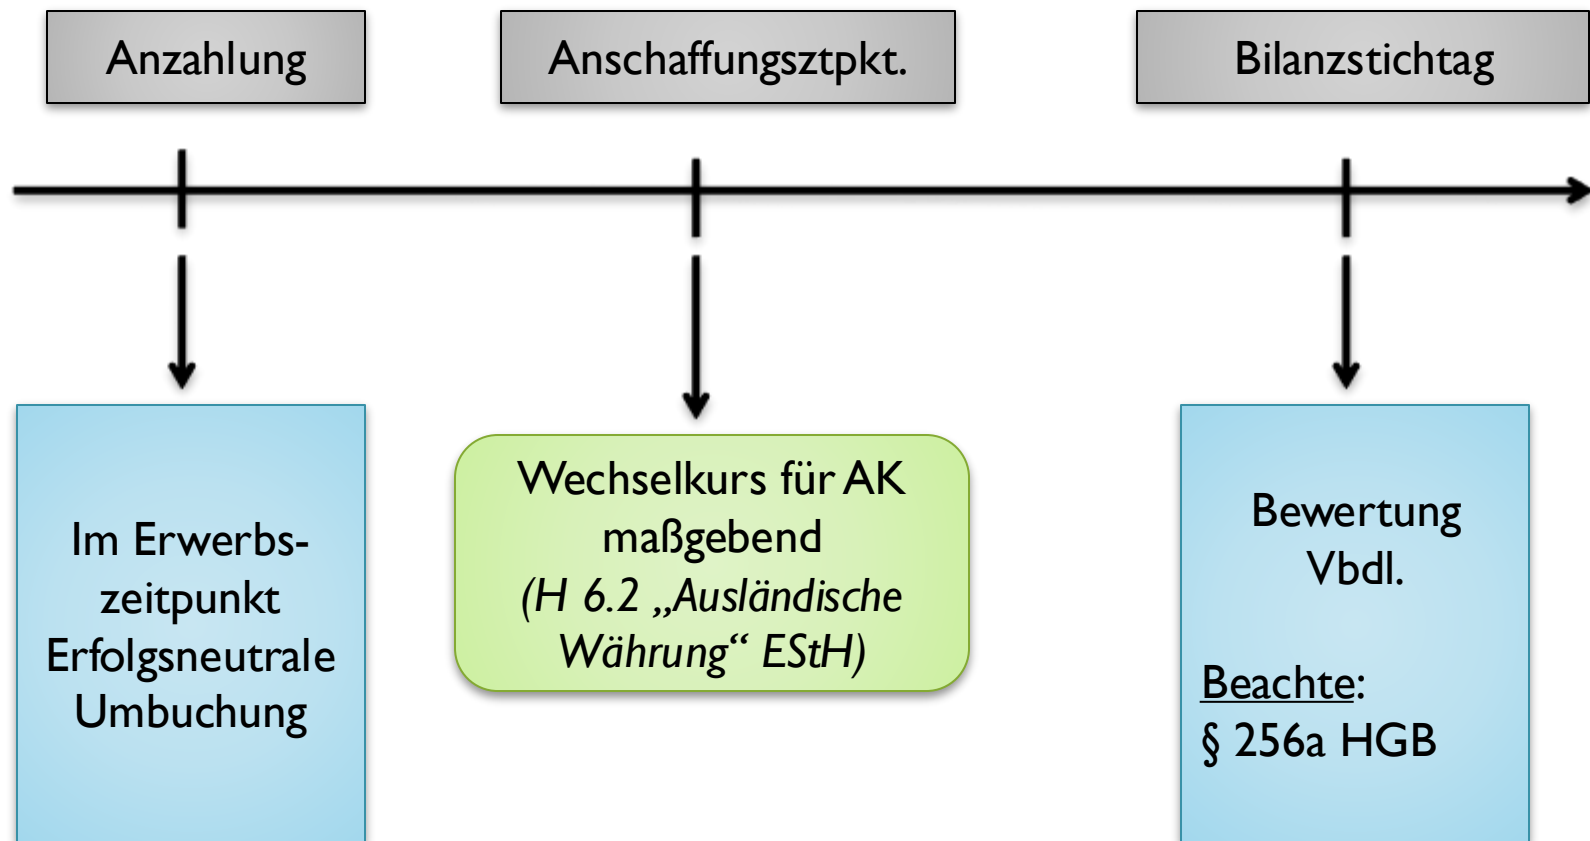 Anzahlung
Anschaffungsztpkt.
Bilanzstichtag
Im Erwerbs-
zeitpunkt
Erfolgsneutrale
Umbuchung
Wechselkurs für AK
maßgebend
(H 6.2 „Ausländische
Währung“ EStH)
Bewertung
Vbdl.
Beachte:
§ 256a HGB